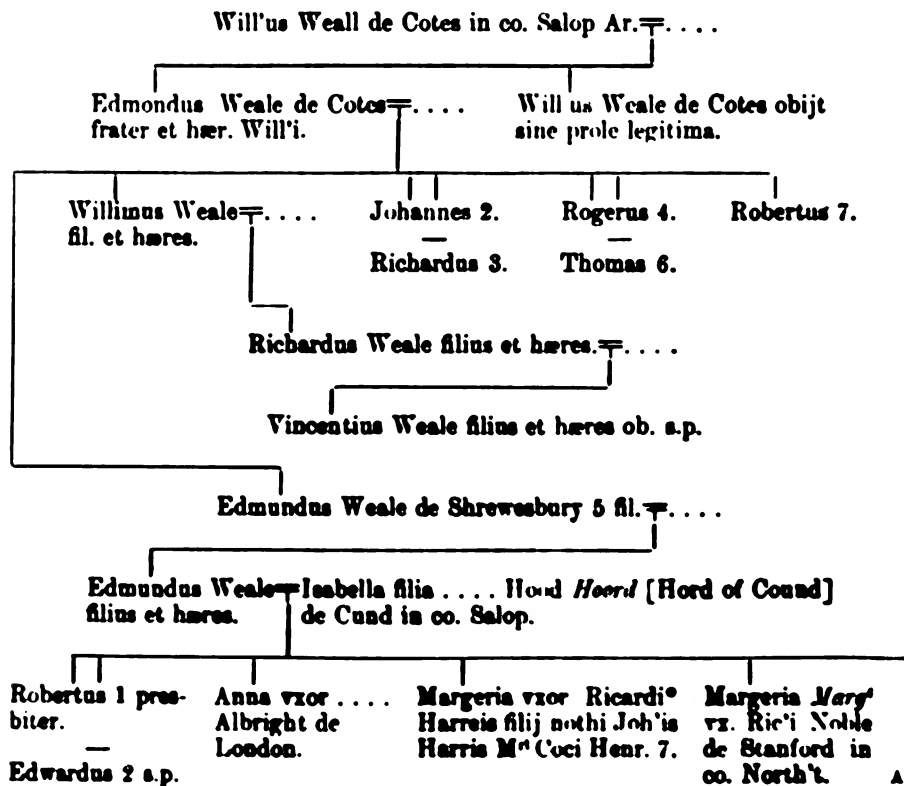 Will'us Weall de Cotes in co. Salop Ar. = . . . .
Edmondus Weale de Cotes = . . . .
frater et hær. Will'i.
Will us Weale de Cotes obijt
sine prole legitima.
Willimus Weale = . . . .
fil. et hæres.
Johannes 2.
—
Richardus 3.
Rogerus 4.
—
Thomas 6.
Robertus 7.
Richardus Weale filius et hæres. = . . . .
Vincentius Weale filius et hæres ob. s.p.
Edmundus Weale de Shrewesbury 5 fil. = . . . .
Edmundus Weale = Isabella filia . . . . Hood Hoord [Hord of Cound]
filius et hæres.
de Cund in co. Salop.
Robertus 1 pres-
biter.
—
Edwardus 2 s.p.
Anna vxor . . . .
Albright de
London.
Margeria vxor Ricardi*
Harreis filij nothi Joh'is
Harris Mri Coci Henr. 7.
Margeria Marg'
vx. Ric'i Noble
de Stanford in
co. North't.
A